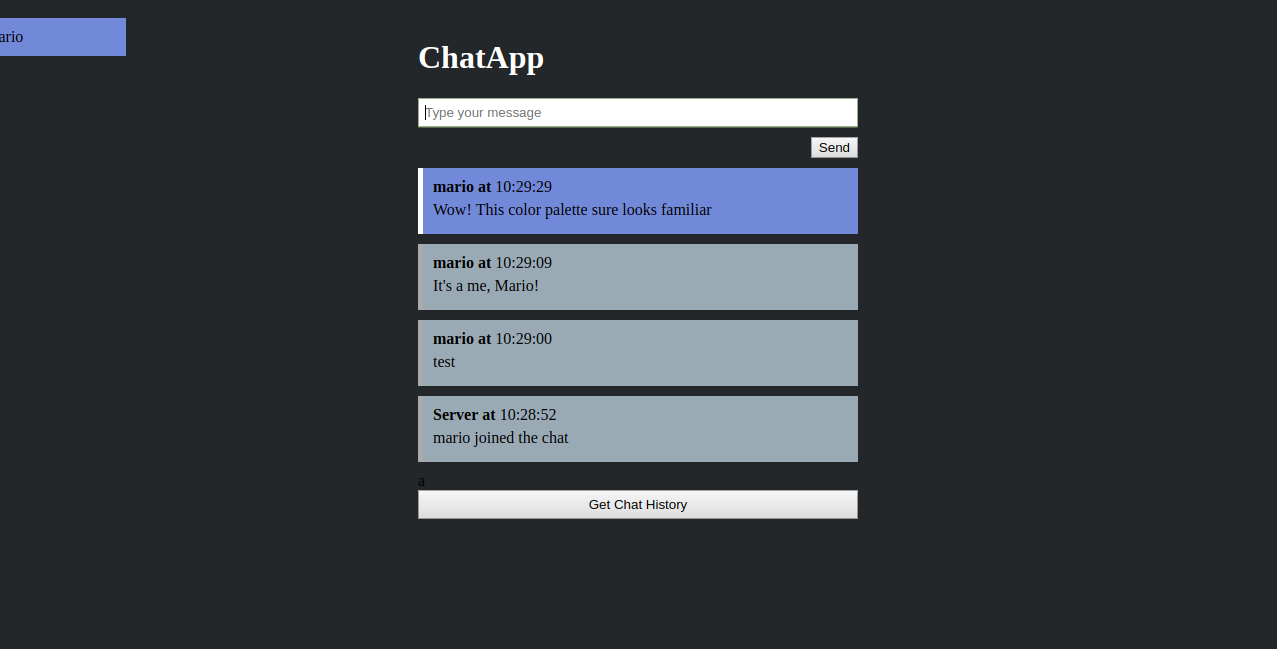 ario
ChatApp
Type your message
Send
mario at 10:29:29
Wow! This color palette sure looks familiar
mario at 10:29:09
It's a me, Mario!
mario at 10:29:00
test
Server at 10:28:52
mario joined the chat
a
Get Chat History